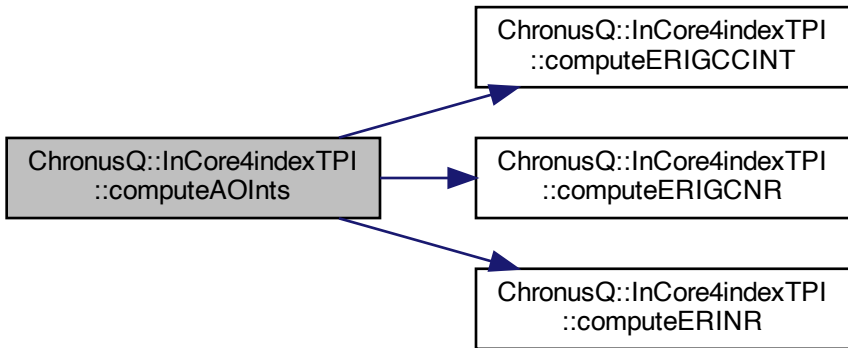 ChronusQ::InCore4indexTPI
::computeERIGCCINT
ChronusQ::InCore4indexTPI
::computeAOInts
ChronusQ::InCore4indexTPI
::computeERIGCNR
ChronusQ::InCore4indexTPI
::computeERINR